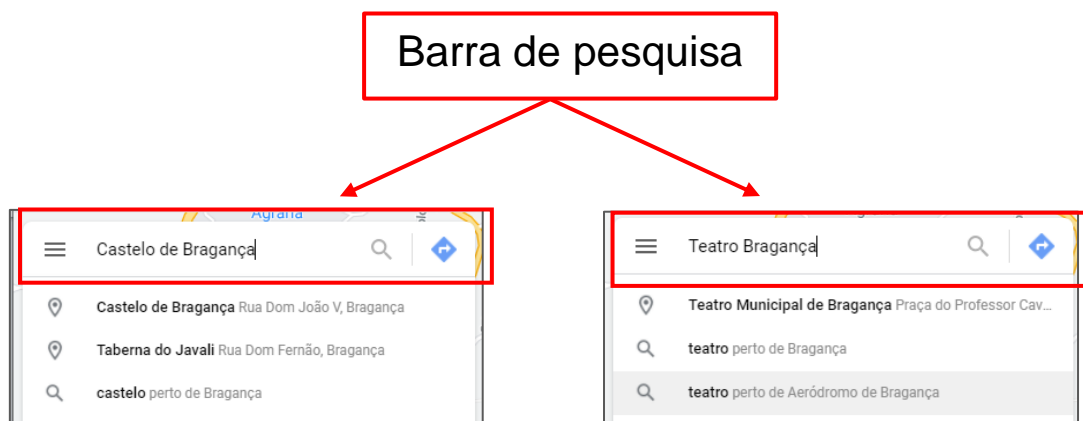 Barra de pesquisa
Agrária
Castelo de Bragança
Castelo de Bragança Rua Dom João V, Bragança
Taberna do Javali Rua Dom Fernão, Bragança
castelo perto de Bragança
Teatro Bragança
Teatro Municipal de Bragança Praça do Professor Cav...
teatro perto de Bragança
teatro perto de Aeródromo de Bragança